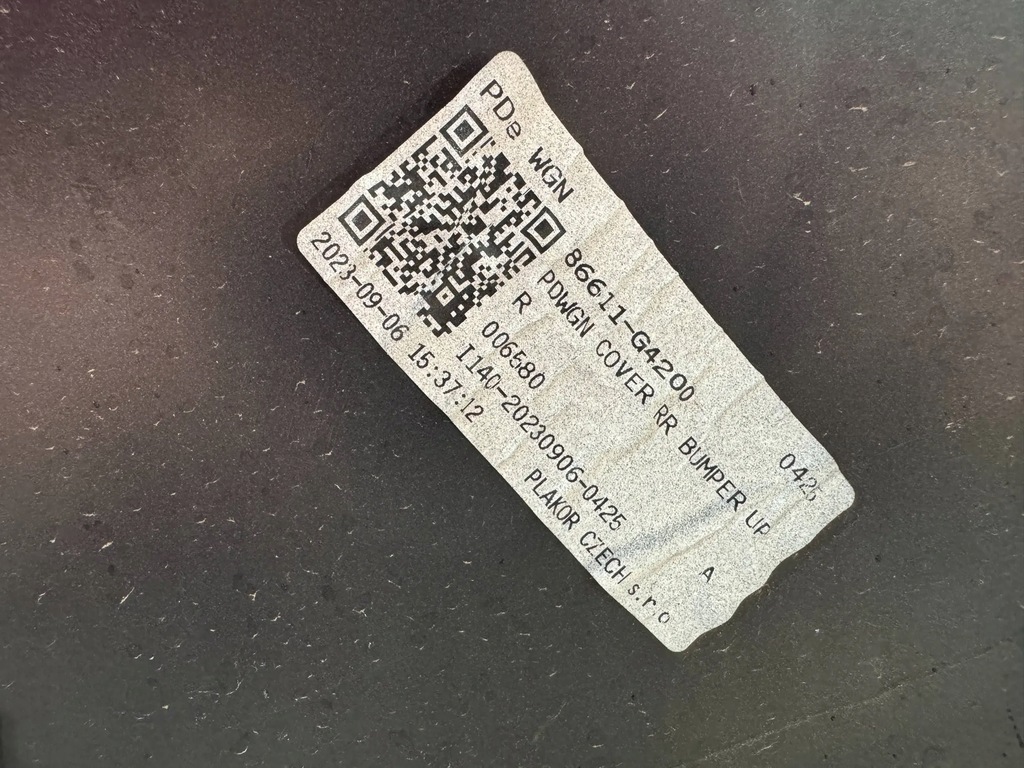 PDe WGN
86611-G4200 0425
PDWGN COVER RR BUMPER UP
R A
006580
I140-20230906-0425
2023-09-06 15:37:12 PLAKOR CZECH s.r.o